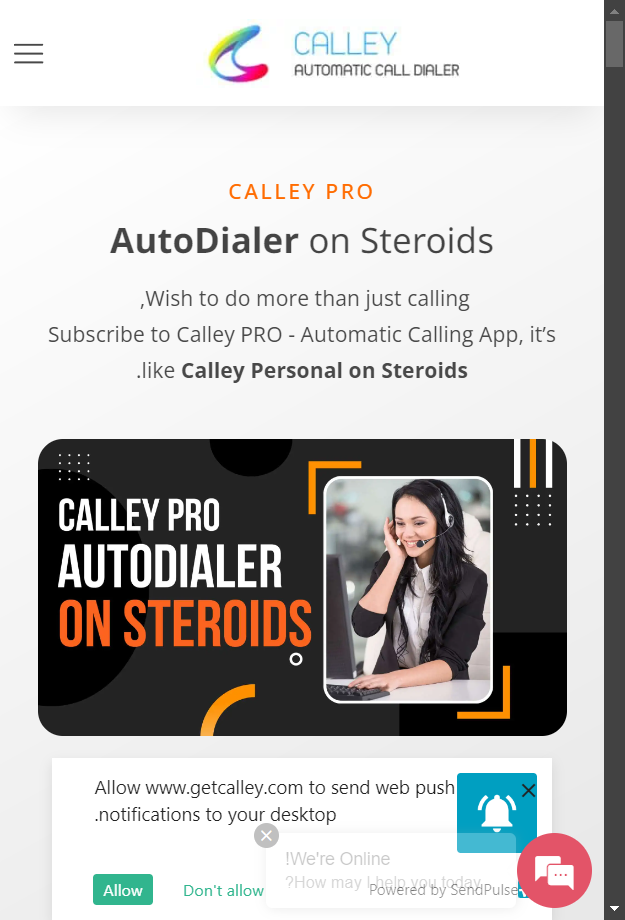 CALLEY
AUTOMATIC CALL DIALER
CALLEY PRO
AutoDialer on Steroids
,Wish to do more than just calling
Subscribe to Calley PRO - Automatic Calling App, it’s
.like Calley Personal on Steroids
CALLEY PRO
AUTODIALER
ON STEROIDS
Allow www.getcalley.com to send web push
.notifications to your desktop
!We're Online
?How may I help you today
Allow
Don't allow
Powered by SendPulse